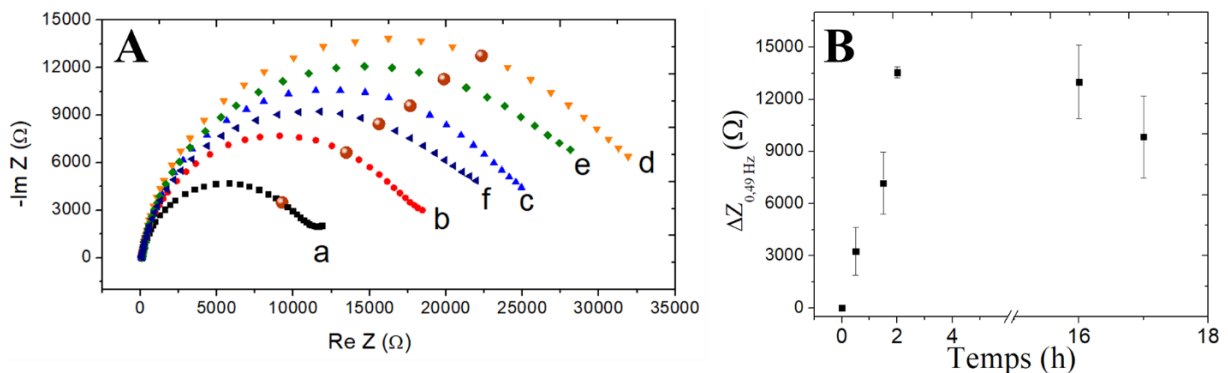 A
15000
12000
9000
6000
3000
0
-Im Z (Ω)
a
b
f
c
e
d
0 5000 10000 15000 20000 25000 30000 35000
Re Z (Ω)
B
15000
12000
9000
6000
3000
0
ΔZ0,49 Hz (Ω)
0 2 4 16 18
Temps (h)